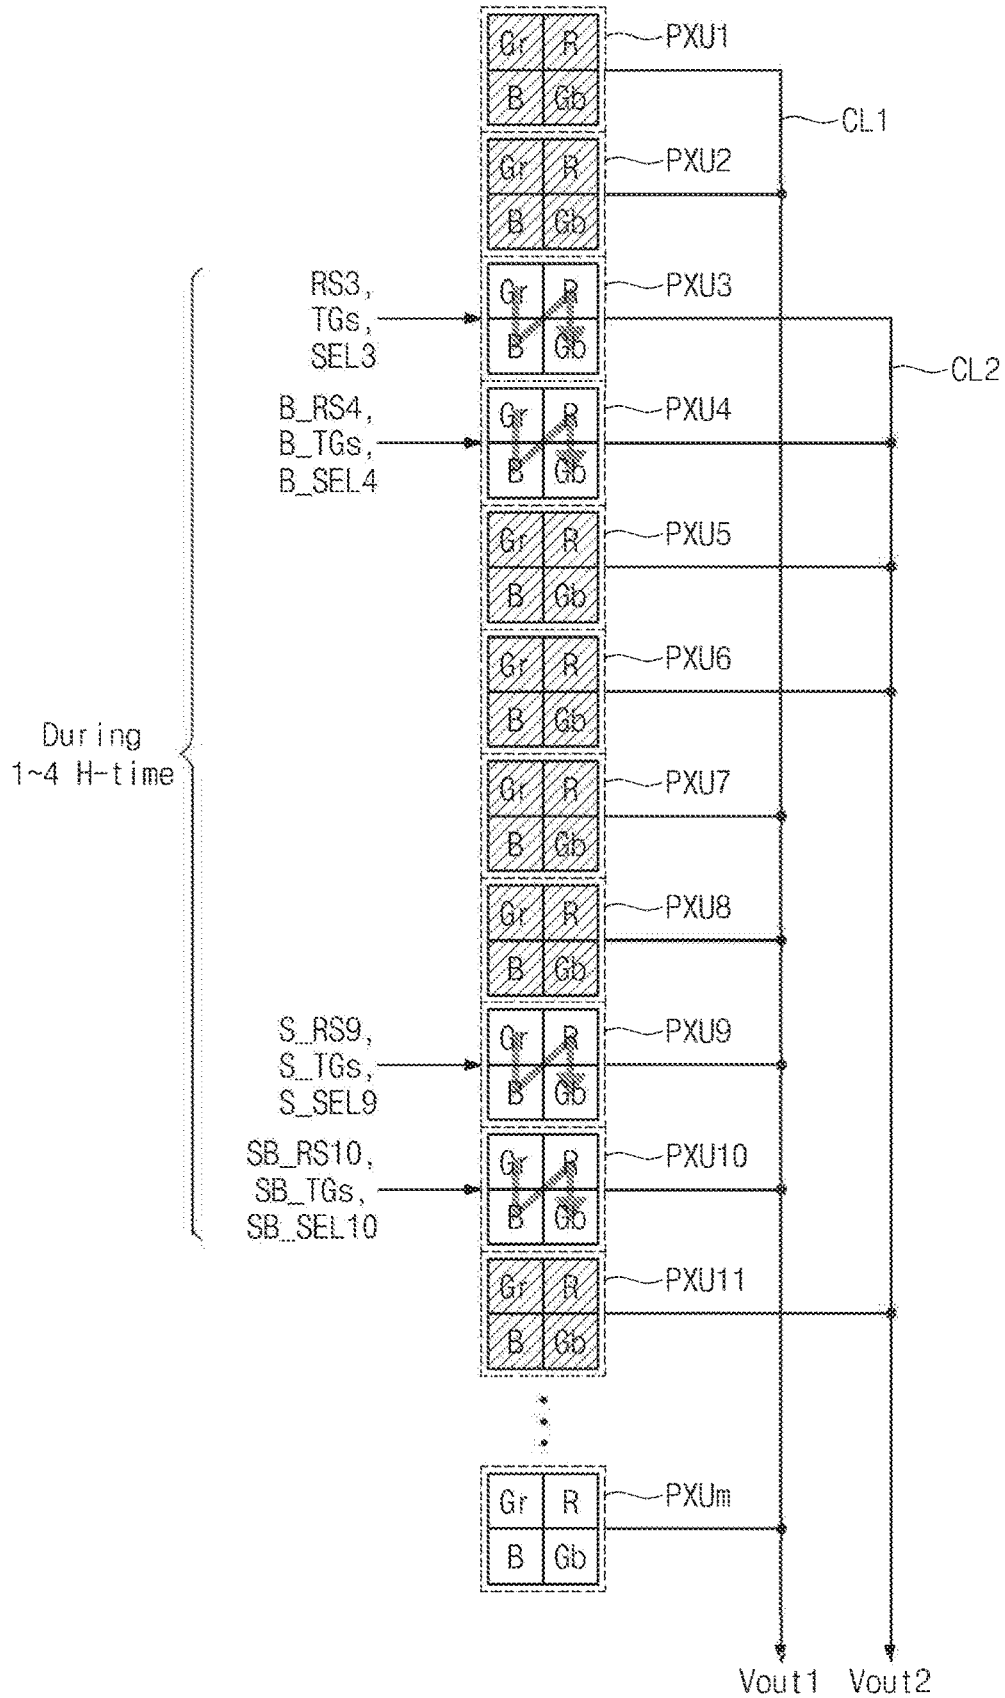 Gr R PXU1
B Gb
CL1
Gr R PXU2
B Gb
RS3,
TGs,
SEL3
Gr R PXU3
B Gb
CL2
B_RS4,
B_TGs,
B_SEL4
Gr R PXU4
B Gb
Gr R PXU5
B Gb
Gr R PXU6
B Gb
During
1~4 H-time
Gr R PXU7
B Gb
Gr R PXU8
B Gb
S_RS9,
S_TGs,
S_SEL9
Gr R PXU9
B Gb
SB_RS10,
SB_TGs,
SB_SEL10
Gr R PXU10
B Gb
Gr R PXU11
B Gb
Gr R PXUm
B Gb
Vout1 Vout2